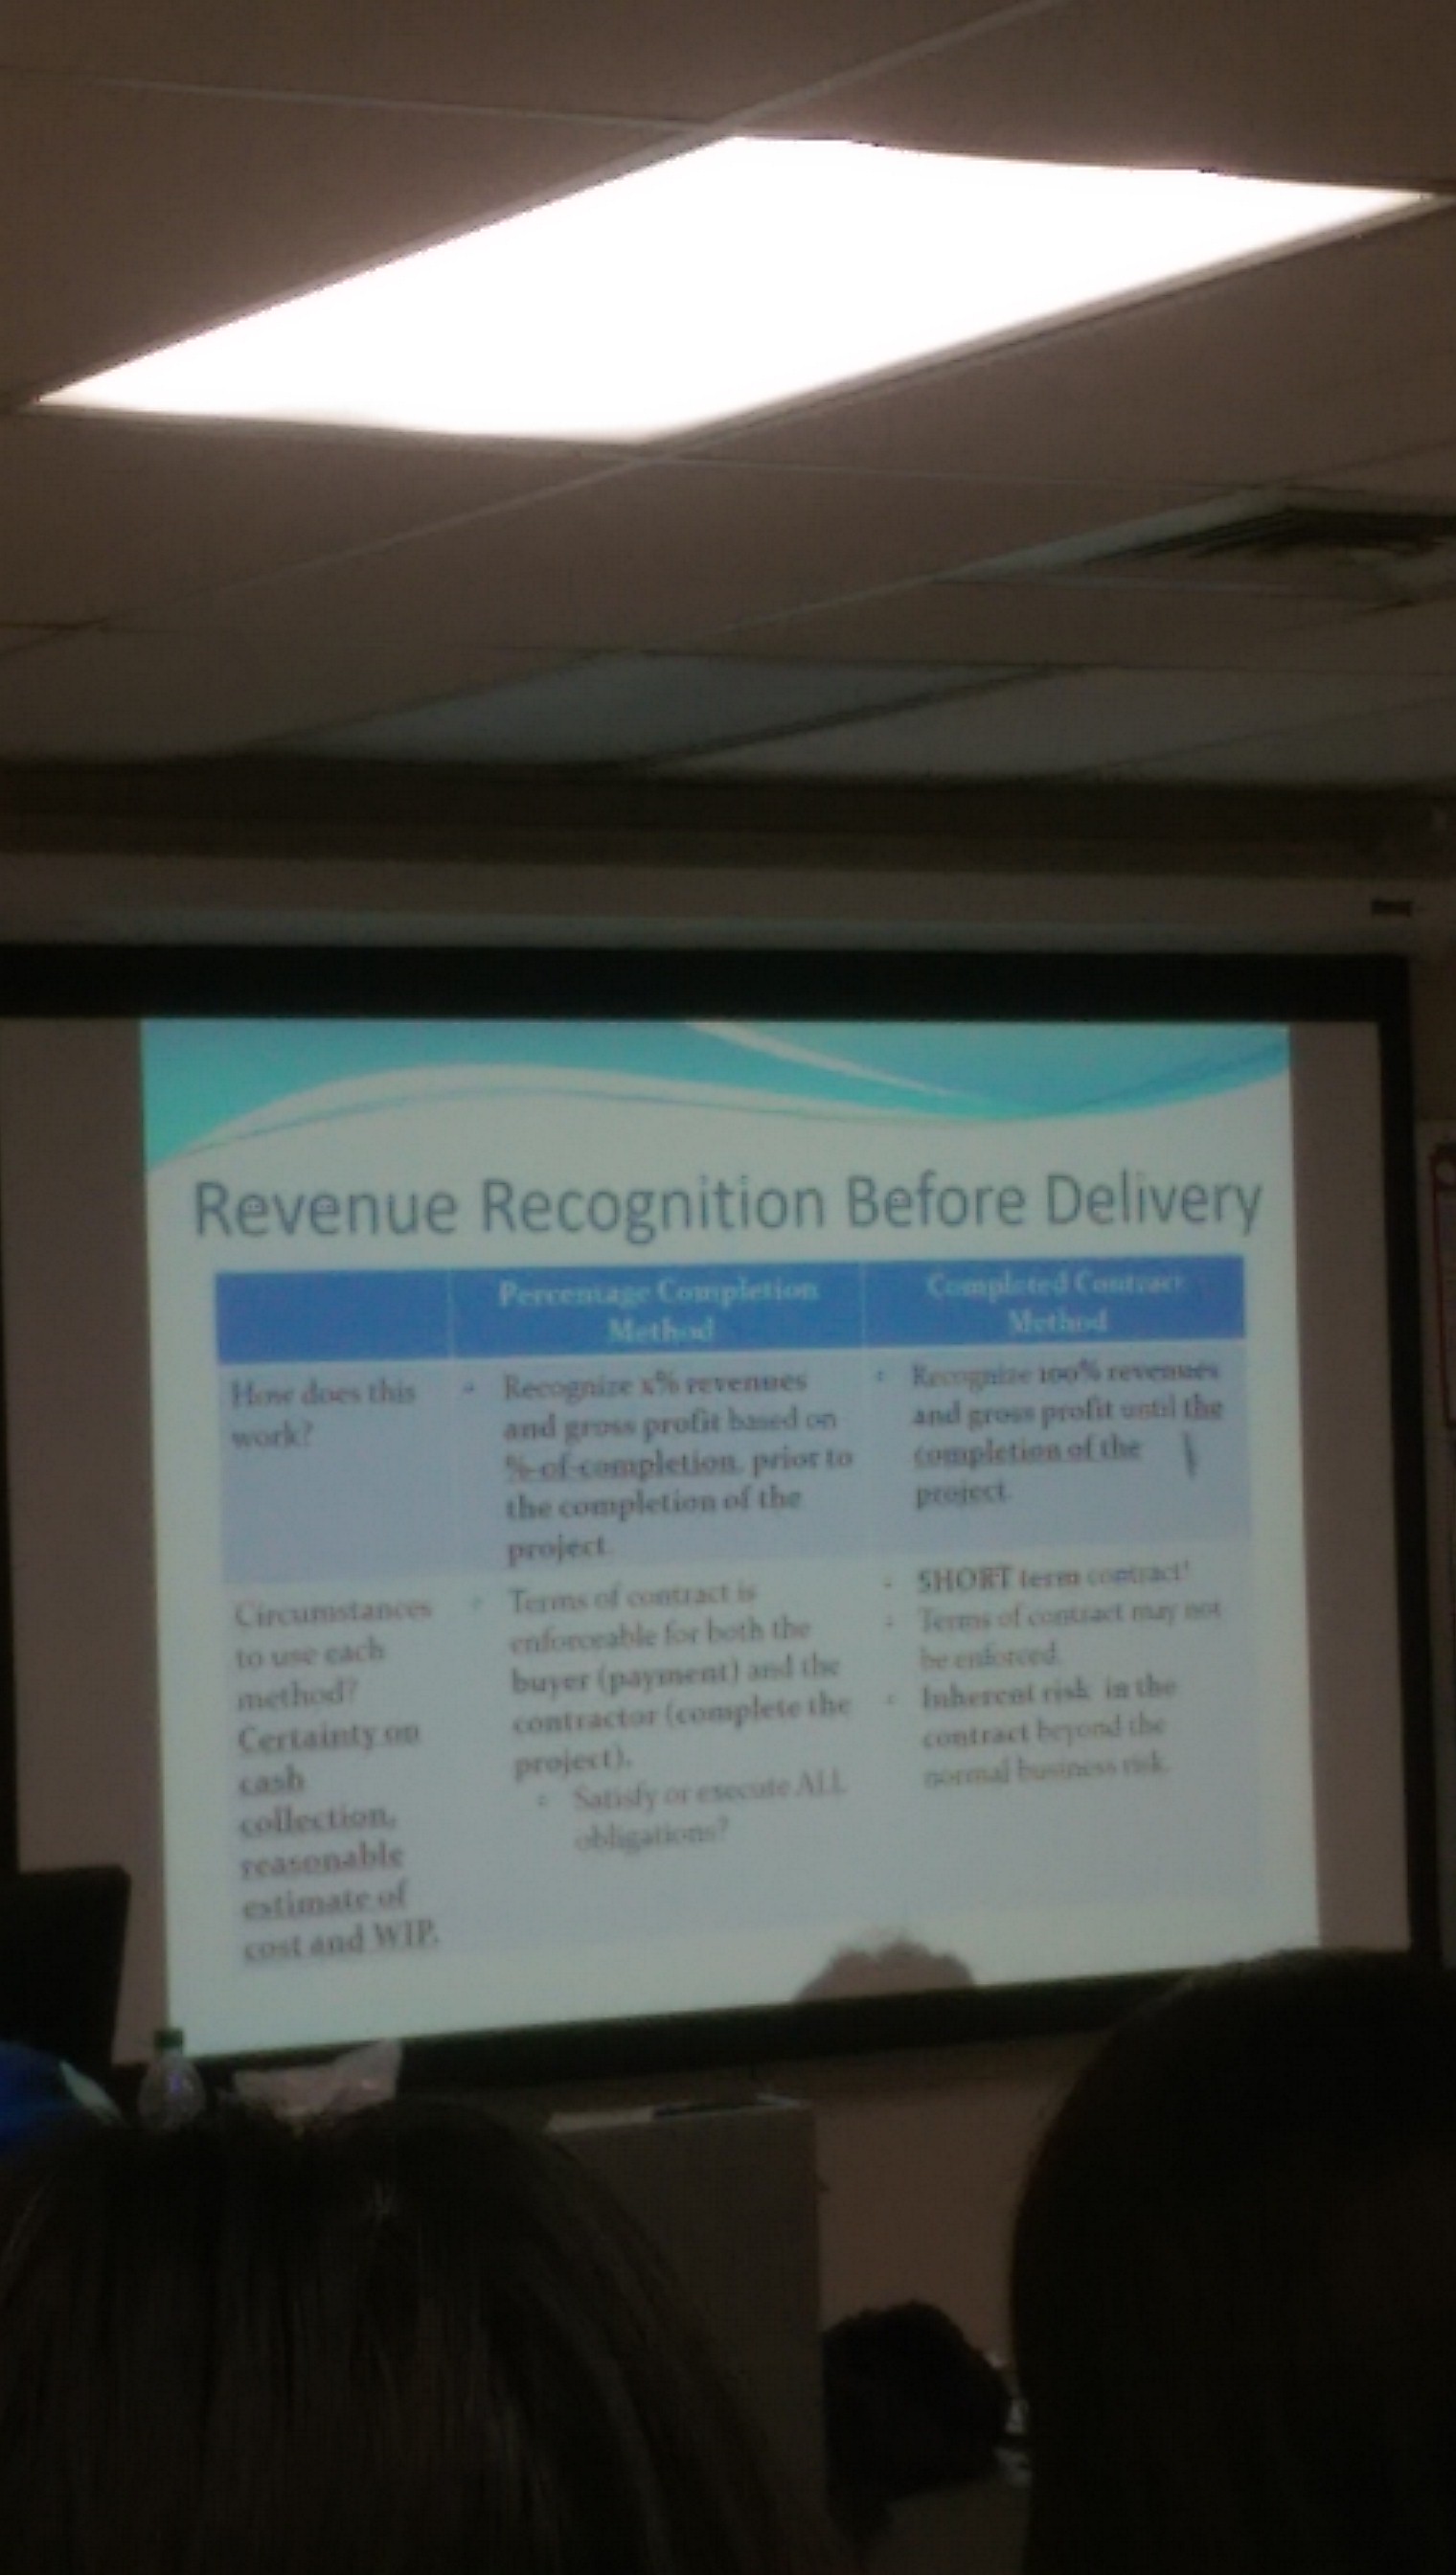 Revenue Recognition Before Delivery
Percentage Completion
Method
Completed Contract
Method
How does this
work?
Recognize x% revenues
and gross profit based on
%-of-completion, prior to
the completion of the
project.
Recognize 100% revenues
and gross profit until the
completion of the
project.
Circumstances
to use each
method?
Certainty on
cash
collection,
reasonable
estimate of
cost and WIP.
Terms of contract is
enforceable for both the
buyer (payment) and the
contractor (complete the
project).
Satisfy or execute ALL
obligations?
SHORT term contract!
Terms of contract may not
be enforced.
Inherent risk in the
contract beyond the
normal business risk.